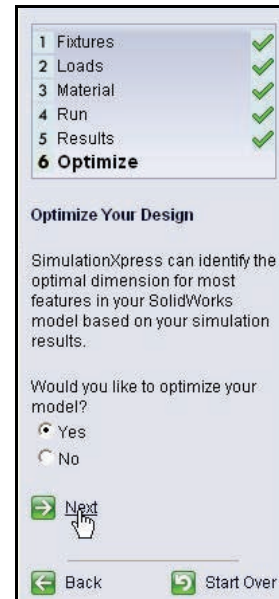 1 Fixtures
2 Loads
3 Material
4 Run
5 Results
6 Optimize
Optimize Your Design
SimulationXpress can identify the
optimal dimension for most
features in your SolidWorks
model based on your simulation
results.
Would you like to optimize your
model?
Yes
No
Next
Back Start Over